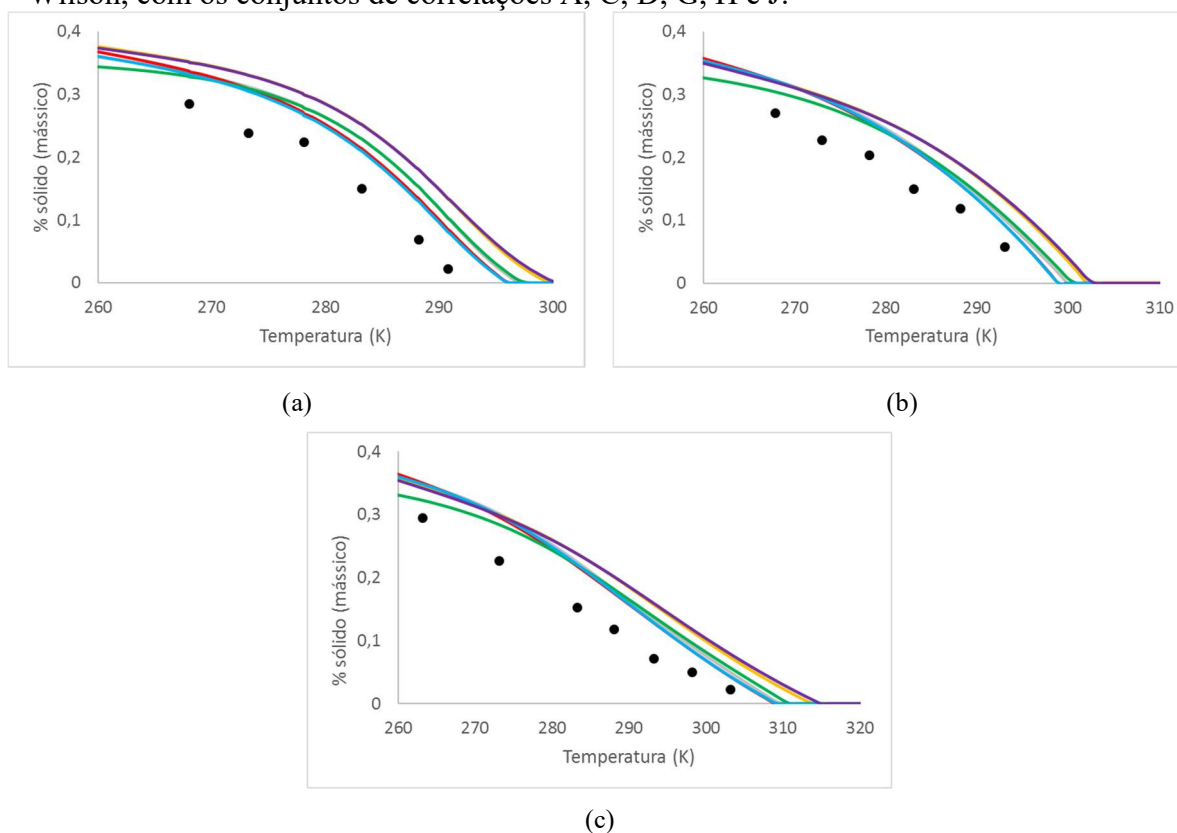 Wilson, com os conjuntos de correlações A, C, D, G, H e J.
0,4
0,3
0,2
0,1
0
% sólido (mássico)
260 270 280 290 300
Temperatura (K)
(a)
0,4
0,3
0,2
0,1
0
% sólido (mássico)
260 270 280 290 300 310
Temperatura (K)
(b)
0,4
0,3
0,2
0,1
0
% sólido (mássico)
260 270 280 290 300 310 320
Temperatura (K)
(c)